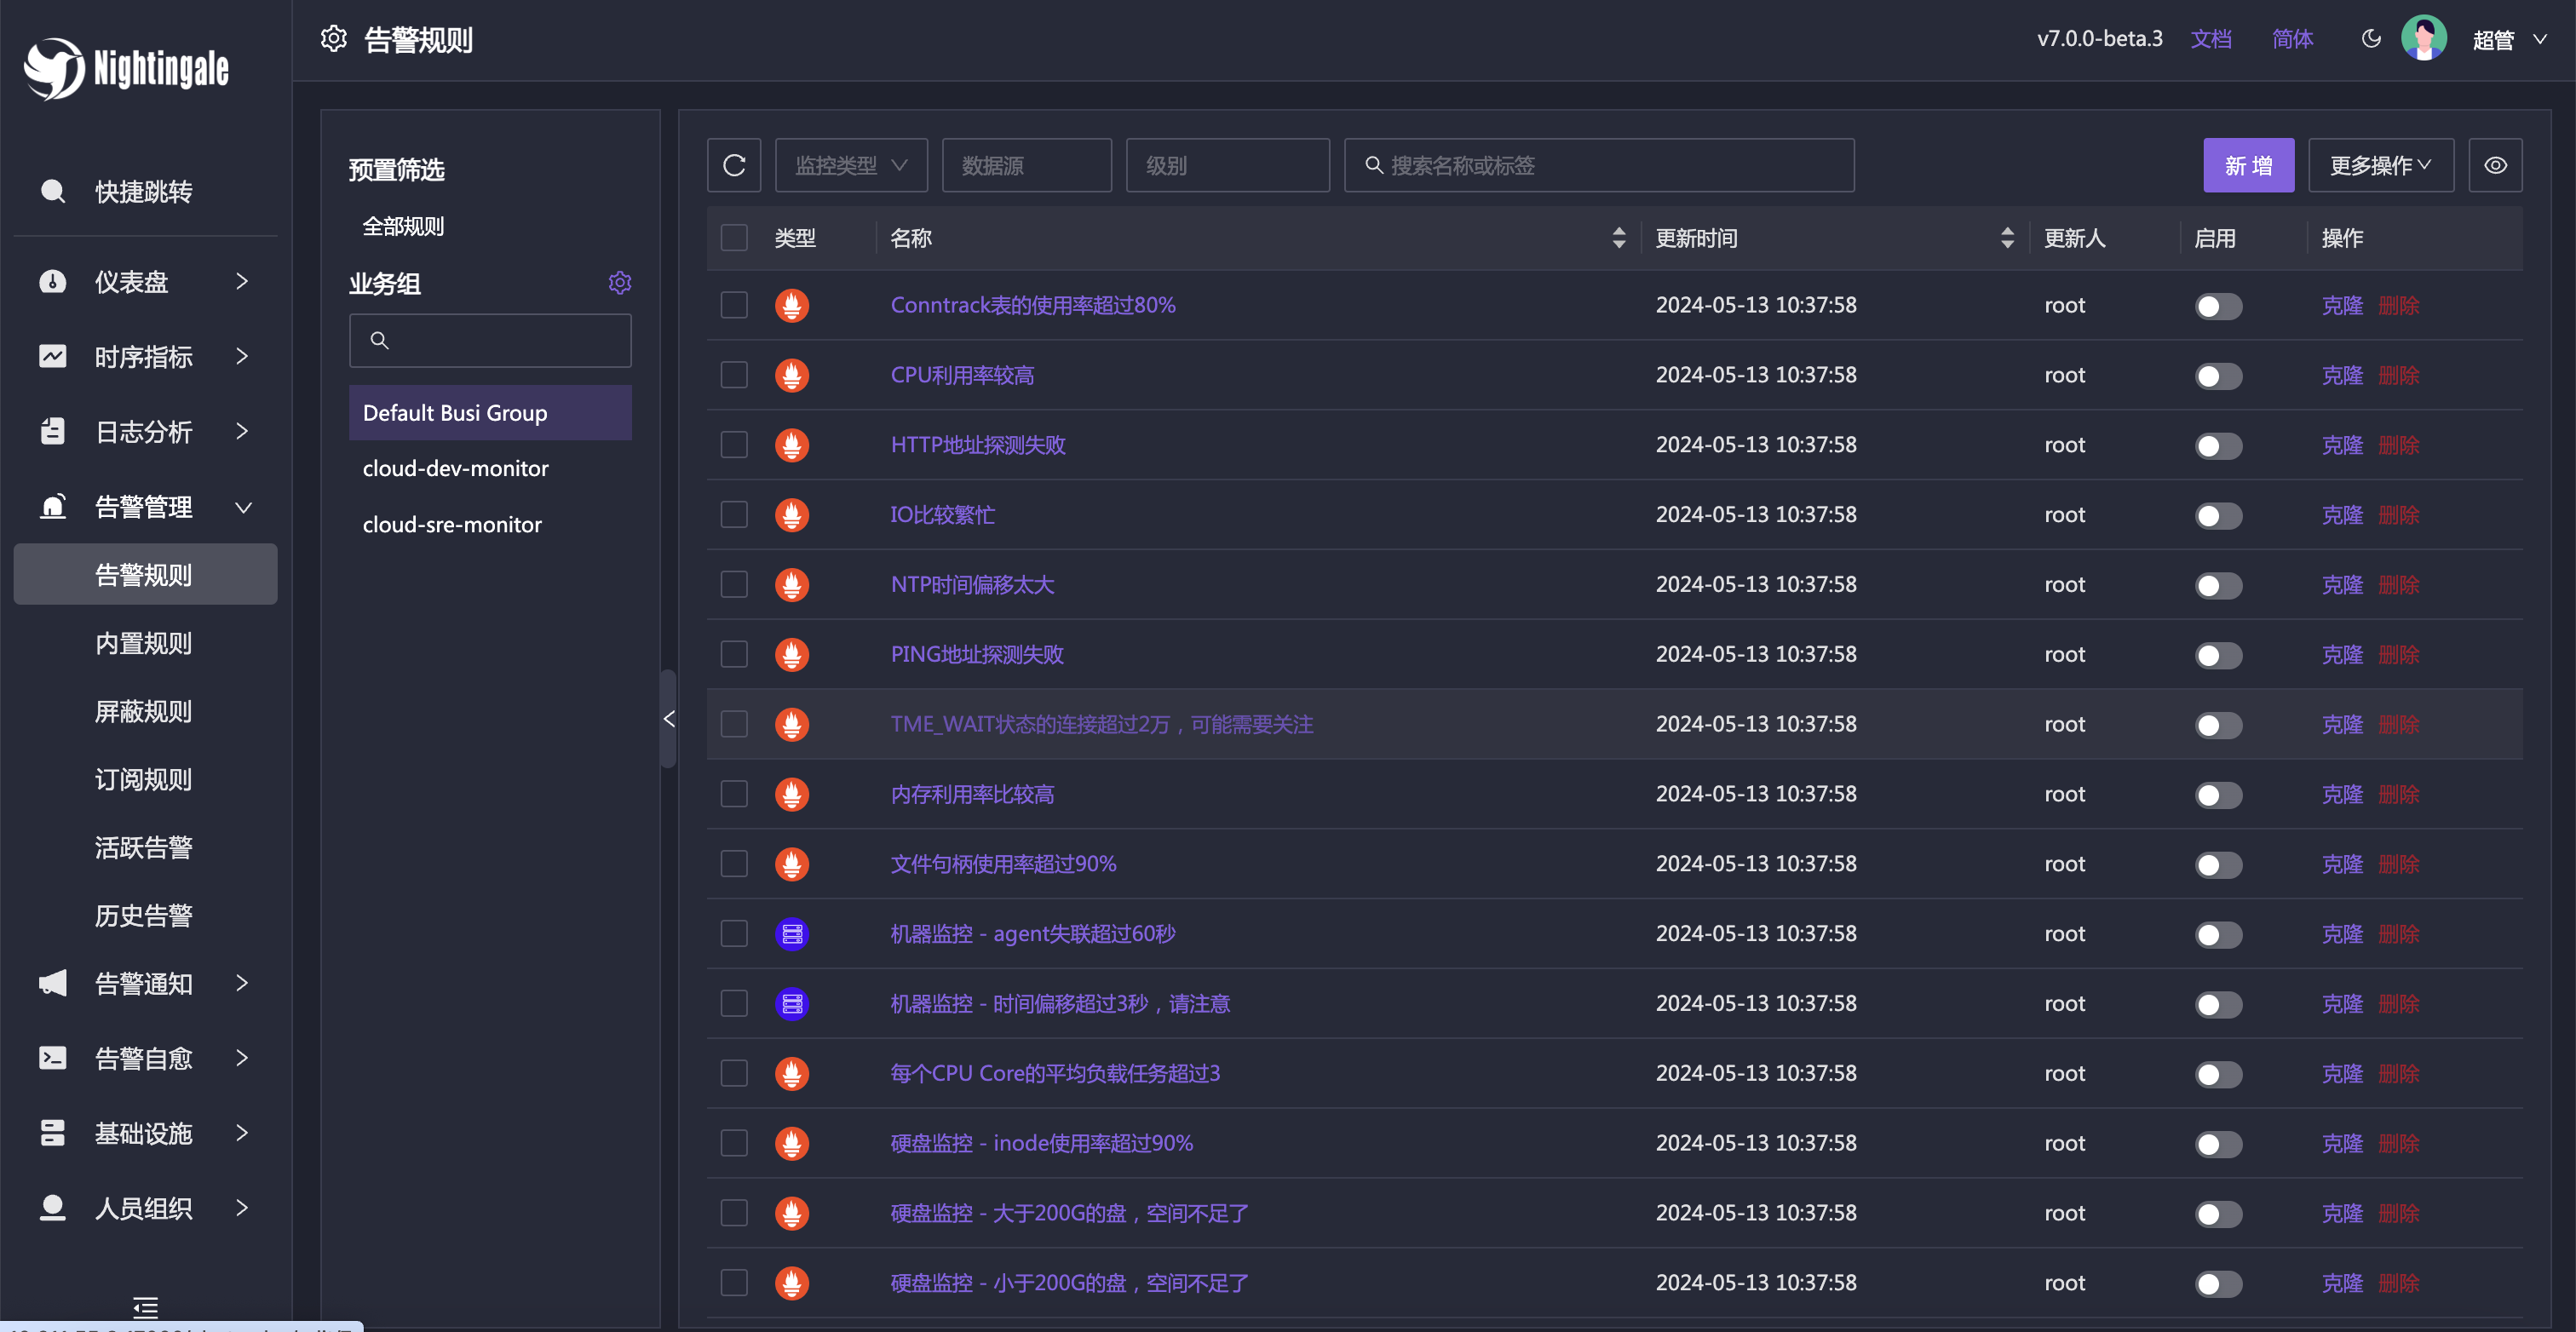 Nightingale
快捷跳转
仪表盘
时序指标
日志分析
告警管理
告警规则
内置规则
屏蔽规则
订阅规则
活跃告警
历史告警
告警通知
告警自愈
基础设施
人员组织
告警规则
v7.0.0-beta.3 文档 简体 超管
预置筛选
全部规则
业务组
Default Busi Group
cloud-dev-monitor
cloud-sre-monitor
监控类型 数据源 级别 搜索名称或标签 新 增 更多操作
类型 名称 更新时间 更新人 启用 操作
Conntrack表的使用率超过80% 2024-05-13 10:37:58 root 克隆 删除
CPU利用率较高 2024-05-13 10:37:58 root 克隆 删除
HTTP地址探测失败 2024-05-13 10:37:58 root 克隆 删除
IO比较繁忙 2024-05-13 10:37:58 root 克隆 删除
NTP时间偏移太大 2024-05-13 10:37:58 root 克隆 删除
PING地址探测失败 2024-05-13 10:37:58 root 克隆 删除
TME_WAIT状态的连接超过2万，可能需要关注 2024-05-13 10:37:58 root 克隆 删除
内存利用率比较高 2024-05-13 10:37:58 root 克隆 删除
文件句柄使用率超过90% 2024-05-13 10:37:58 root 克隆 删除
机器监控 - agent失联超过60秒 2024-05-13 10:37:58 root 克隆 删除
机器监控 - 时间偏移超过3秒，请注意 2024-05-13 10:37:58 root 克隆 删除
每个CPU Core的平均负载任务超过3 2024-05-13 10:37:58 root 克隆 删除
硬盘监控 - inode使用率超过90% 2024-05-13 10:37:58 root 克隆 删除
硬盘监控 - 大于200G的盘，空间不足了 2024-05-13 10:37:58 root 克隆 删除
硬盘监控 - 小于200G的盘，空间不足了 2024-05-13 10:37:58 root 克隆 删除